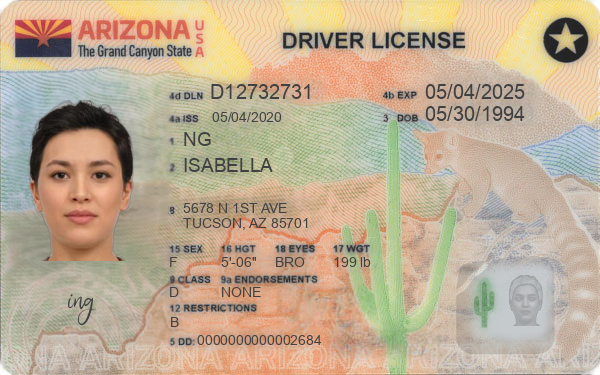 ARIZONA USA
The Grand Canyon State
DRIVER LICENSE
4d DLN D12732731
4b EXP 05/04/2025
4a ISS 05/04/2020
3 DOB 05/30/1994
1 NG
2 ISABELLA
8 5678 N 1ST AVE
TUCSON, AZ 85701
15 SEX 16 HGT 18 EYES 17 WGT
F 5'-06" BRO 199 lb
9 CLASS 9a ENDORSEMENTS
D NONE
12 RESTRICTIONS
B
ing
5 DD: 0000000000002684
ARIZONA ARIZONA ARIZONA ARIZONA